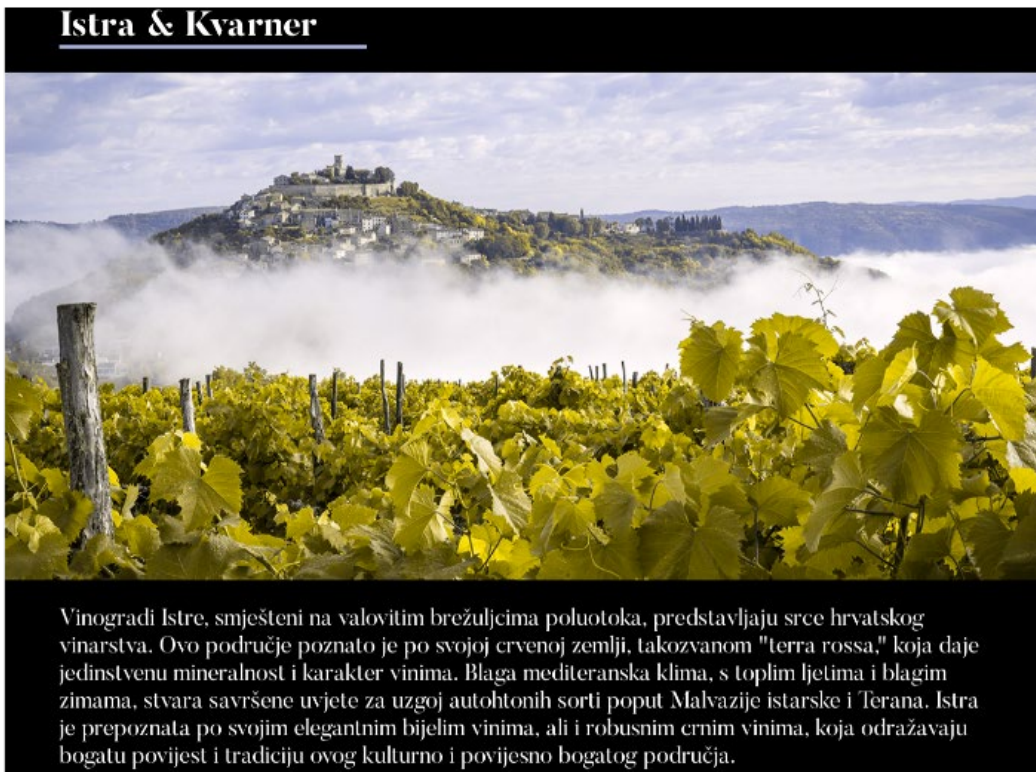 Istra & Kvarner
Vinogradi Istre, smješteni na valovitim brežuljcima poluotoka, predstavljaju srce hrvatskog
vinarstva. Ovo područje poznato je po svojoj crvenoj zemlji, takozvanom "terra rossa," koja daje
jedinstvenu mineralnost i karakter vinima. Blaga mediteranska klima, s toplim ljetima i blagim
zimama, stvara savršene uvjete za uzgoj autohtonih sorti poput Malvazije istarske i Terana. Istra
je prepoznata po svojim elegantnim bijelim vinima, ali i robusnim crnim vinima, koja odražavaju
bogatu povijest i tradiciju ovog kulturno i povijesno bogatog područja.